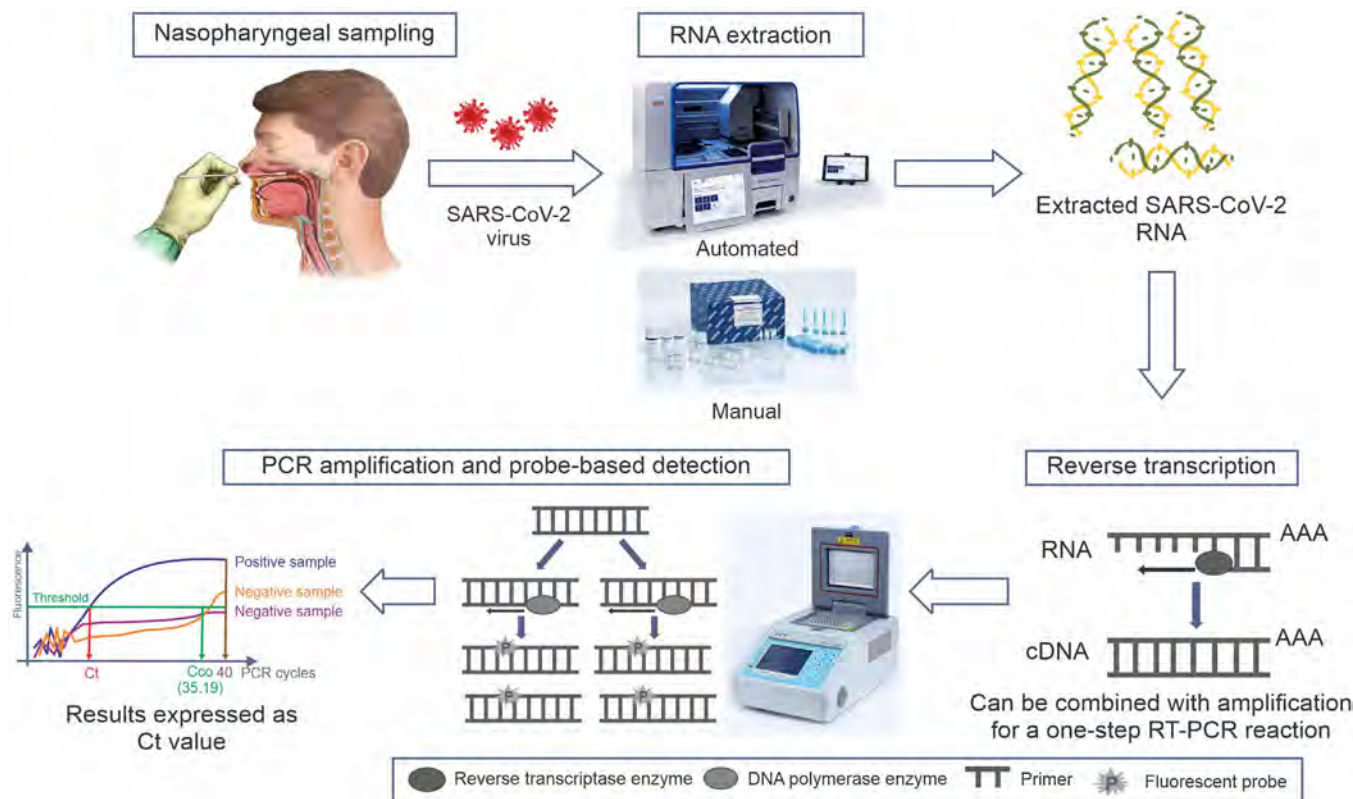 Nasopharyngeal sampling
RNA extraction
SARS-CoV-2
virus
Automated
Manual
Extracted SARS-CoV-2
RNA
PCR amplification and probe-based detection
Reverse transcription
RNA
AAA
cDNA
AAA
Can be combined with amplification
for a one-step RT-PCR reaction
P
P
P
P
Fluorescence
Threshold
Positive sample
Negative sample
Negative sample
Ct
Cco
(35.19)
40
PCR cycles
Results expressed as
Ct value
Reverse transcriptase enzyme
DNA polymerase enzyme
Primer
P
Fluorescent probe